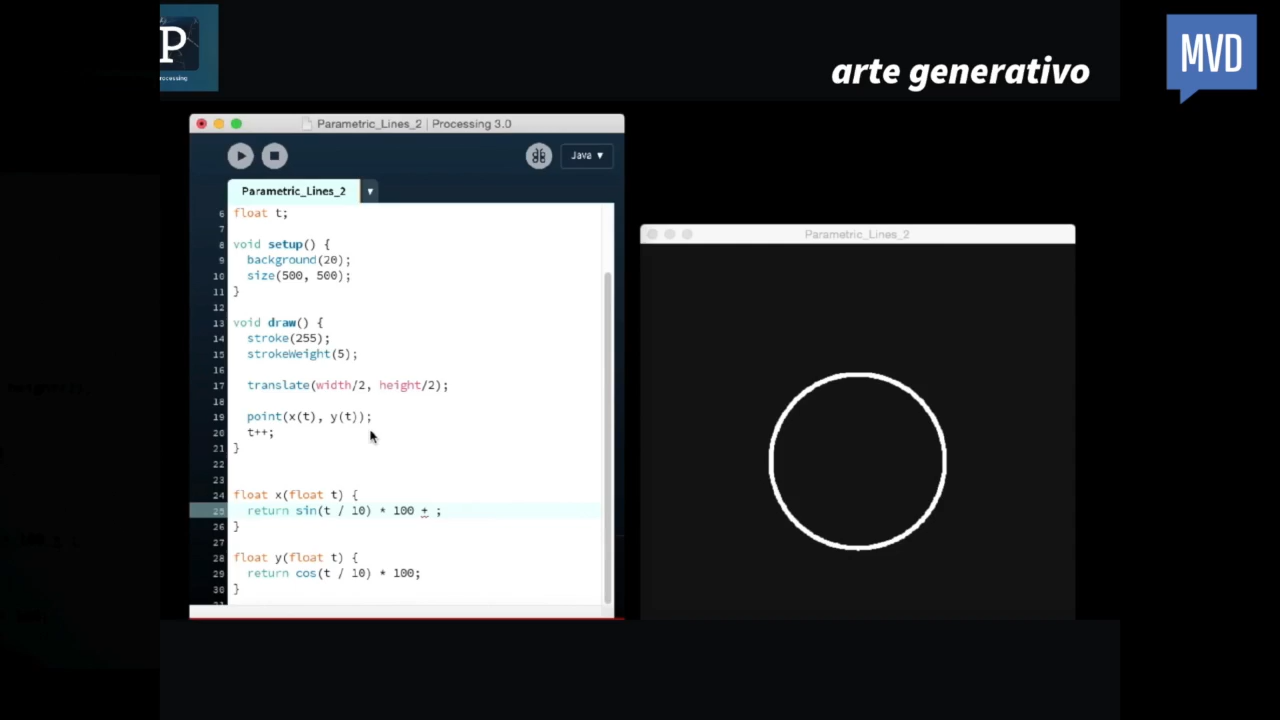 P
rocessing
arte generativo
MVD
Parametric_Lines_2 | Processing 3.0
Java ▾
Parametric_Lines_2 ▾
6 float t;
7
8 void setup() {
9 background(20);
10 size(500, 500);
11 }
12
13 void draw() {
14 stroke(255);
15 strokeWeight(5);
16
17 translate(width/2, height/2);
18
19 point(x(t), y(t));
20 t++;
21 }
22
23
24 float x(float t) {
25 return sin(t / 10) * 100 + ;
26 }
27
28 float y(float t) {
29 return cos(t / 10) * 100;
30 }
Parametric_Lines_2